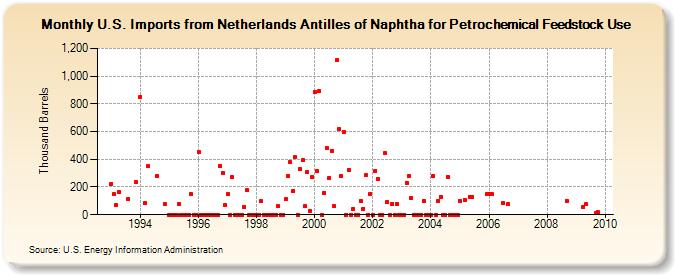 Monthly U.S. Imports from Netherlands Antilles of Naphtha for Petrochemical Feedstock Use
Thousand Barrels
1,200
1,000
800
600
400
200
0
1994 1996 1998 2000 2002 2004 2006 2008 2010
Source: U.S. Energy Information Administration